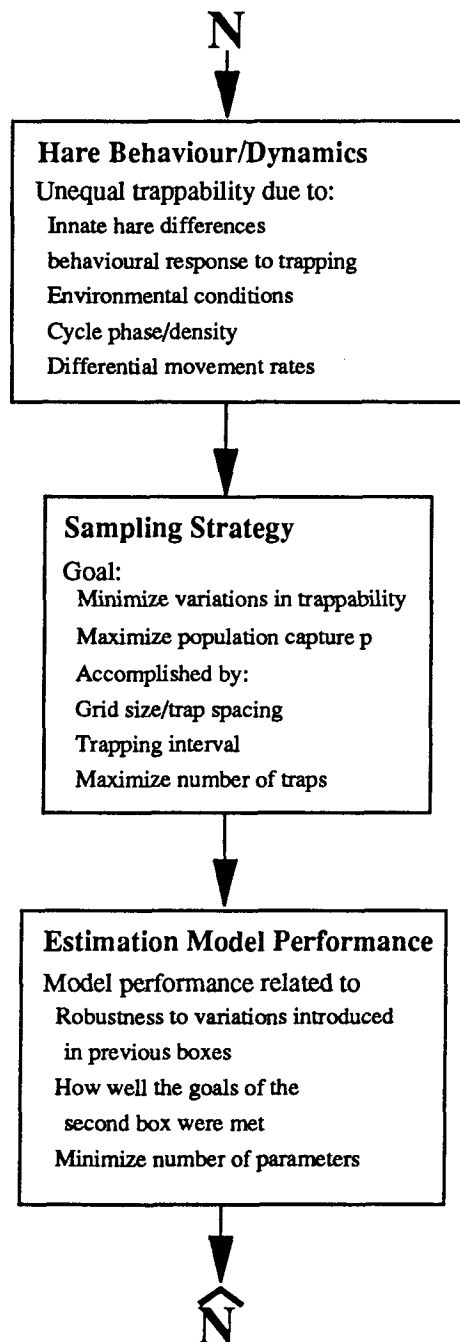 N
Hare Behaviour/Dynamics
Unequal trappability due to:
Innate hare differences
behavioural response to trapping
Environmental conditions
Cycle phase/density
Differential movement rates
Sampling Strategy
Goal:
Minimize variations in trappability
Maximize population capture p
Accomplished by:
Grid size/trap spacing
Trapping interval
Maximize number of traps
Estimation Model Performance
Model performance related to
Robustness to variations introduced
in previous boxes
How well the goals of the
second box were met
Minimize number of parameters
N̂